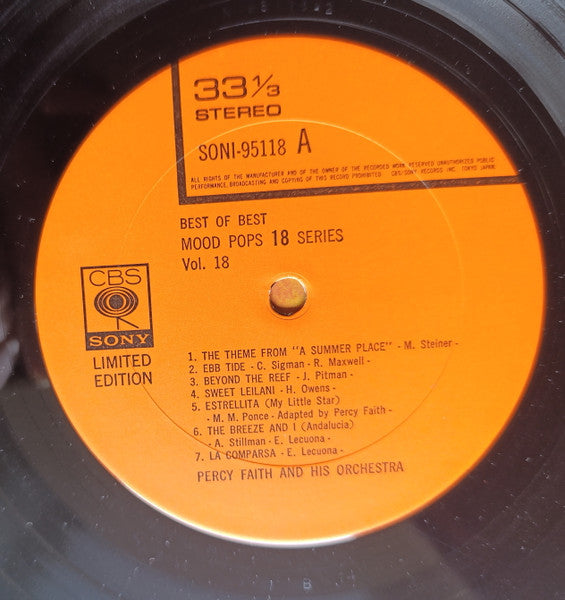 33 1/3
STEREO
SONI-95118 A
ALL RIGHTS OF THE MANUFACTURER AND OF THE OWNER OF THE RECORDED WORK RESERVED UNAUTHORIZED PUBLIC
PERFORMANCE, BROADCASTING AND COPYING OF THIS RECORD PROHIBITED CBS/SONY RECORDS INC. TOKYO JAPAN
BEST OF BEST
MOOD POPS 18 SERIES
Vol. 18
CBS
SONY
LIMITED
EDITION
1. THE THEME FROM "A SUMMER PLACE" - M. Steiner -
2. EBB TIDE - C. Sigman - R. Maxwell -
3. BEYOND THE REEF - J. Pitman -
4. SWEET LEILANI - H. Owens -
5. ESTRELLITA (My Little Star)
- M. M. Ponce - Adapted by Percy Faith -
6. THE BREEZE AND I (Andalucia)
- A. Stillman - E. Lecuona -
7. LA COMPARSA - E. Lecuona -
PERCY FAITH AND HIS ORCHESTRA